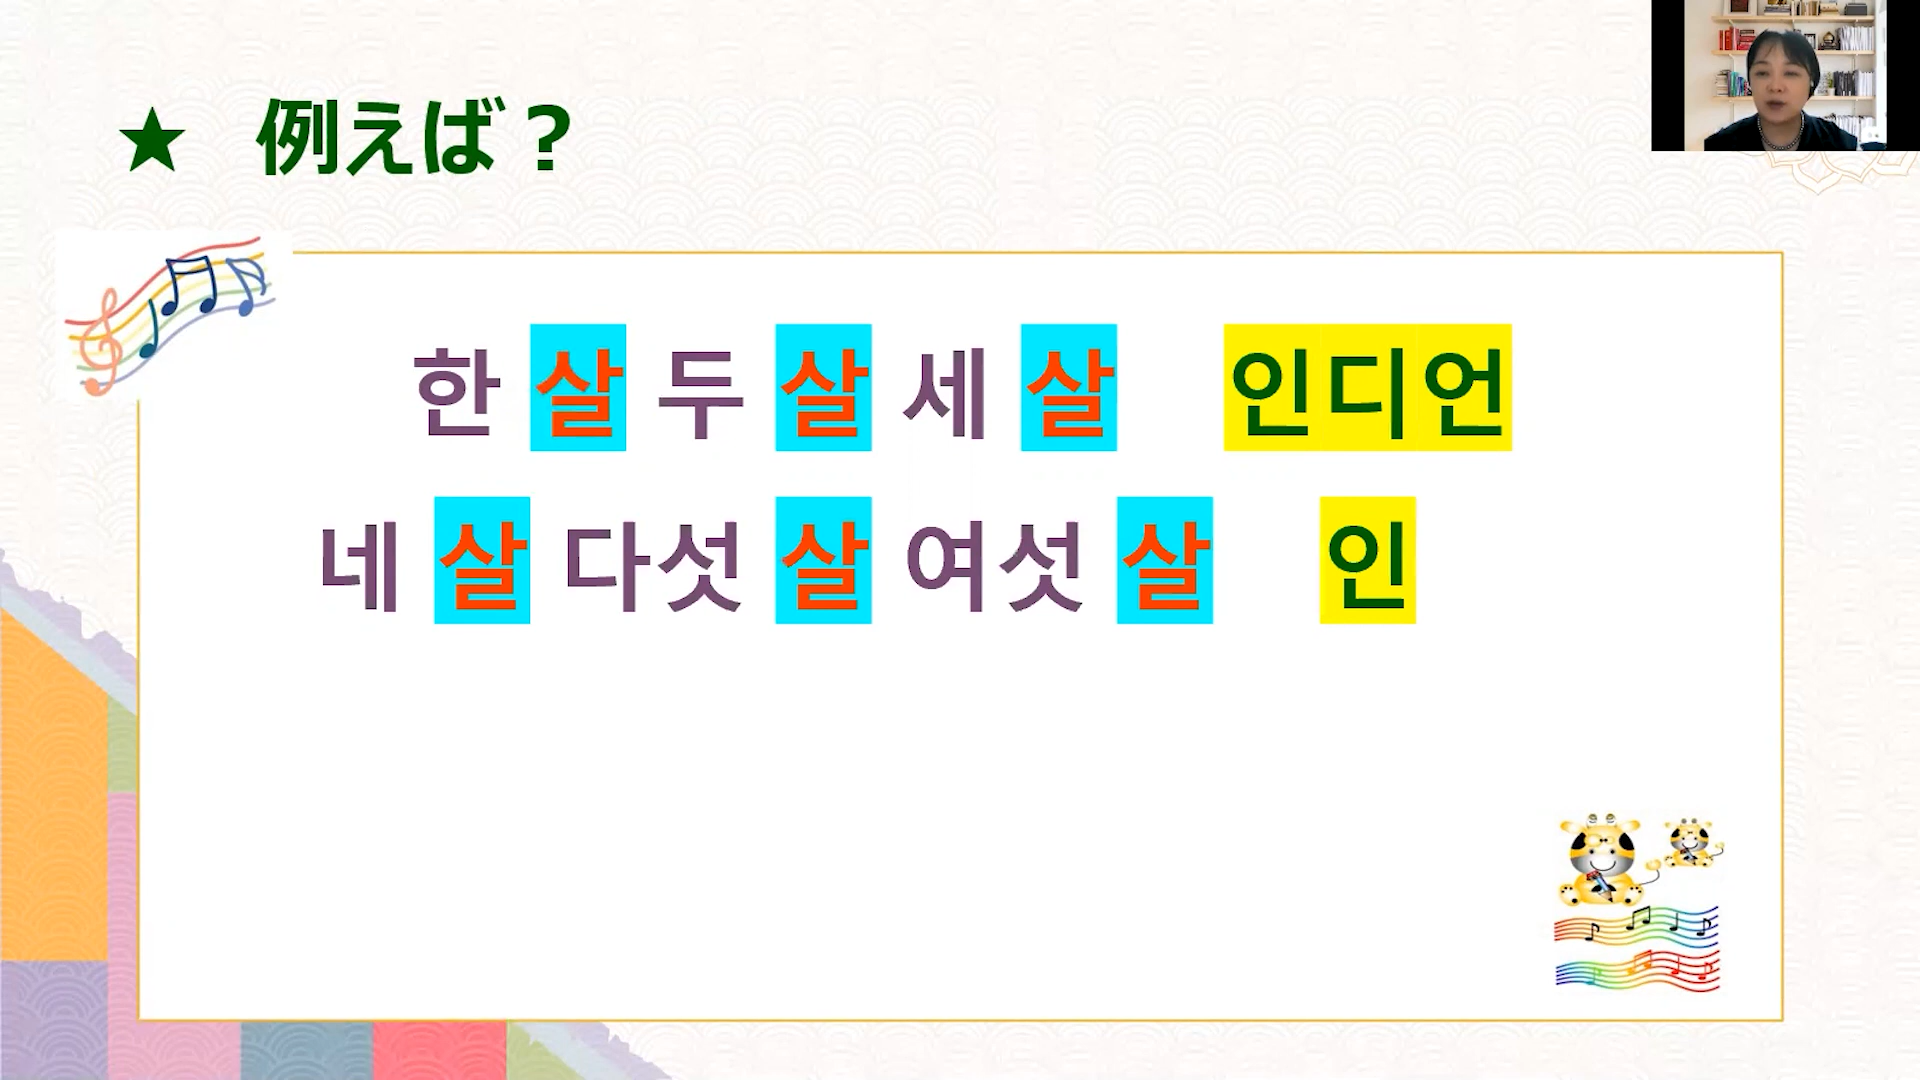 ★ 例えば？
한 살 두 살 세 살 인디언
네 살 다섯 살 여섯 살 인